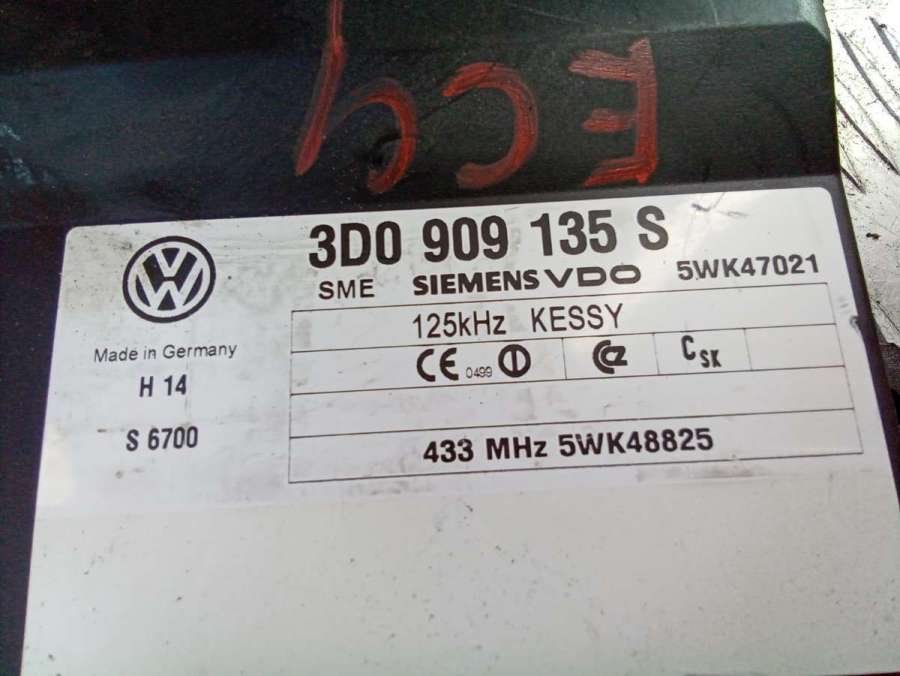 3D0 909 135 S
SME SIEMENS VDO 5WK47021
125kHz KESSY
Made in Germany
CE 0499
C SK
H 14
S 6700
433 MHz 5WK48825